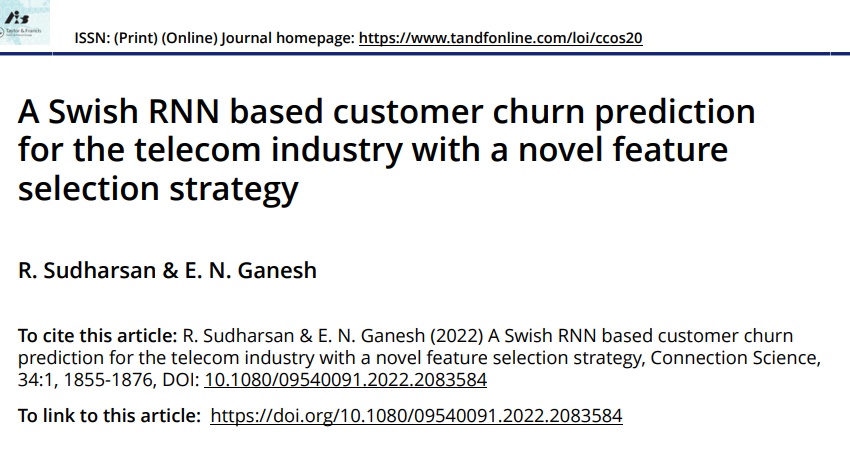 Taylor & Francis
ISSN: (Print) (Online) Journal homepage: https://www.tandfonline.com/loi/ccos20
A Swish RNN based customer churn prediction
for the telecom industry with a novel feature
selection strategy
R. Sudharsan & E. N. Ganesh
To cite this article: R. Sudharsan & E. N. Ganesh (2022) A Swish RNN based customer churn
prediction for the telecom industry with a novel feature selection strategy, Connection Science,
34:1, 1855-1876, DOI: 10.1080/09540091.2022.2083584
To link to this article: https://doi.org/10.1080/09540091.2022.2083584